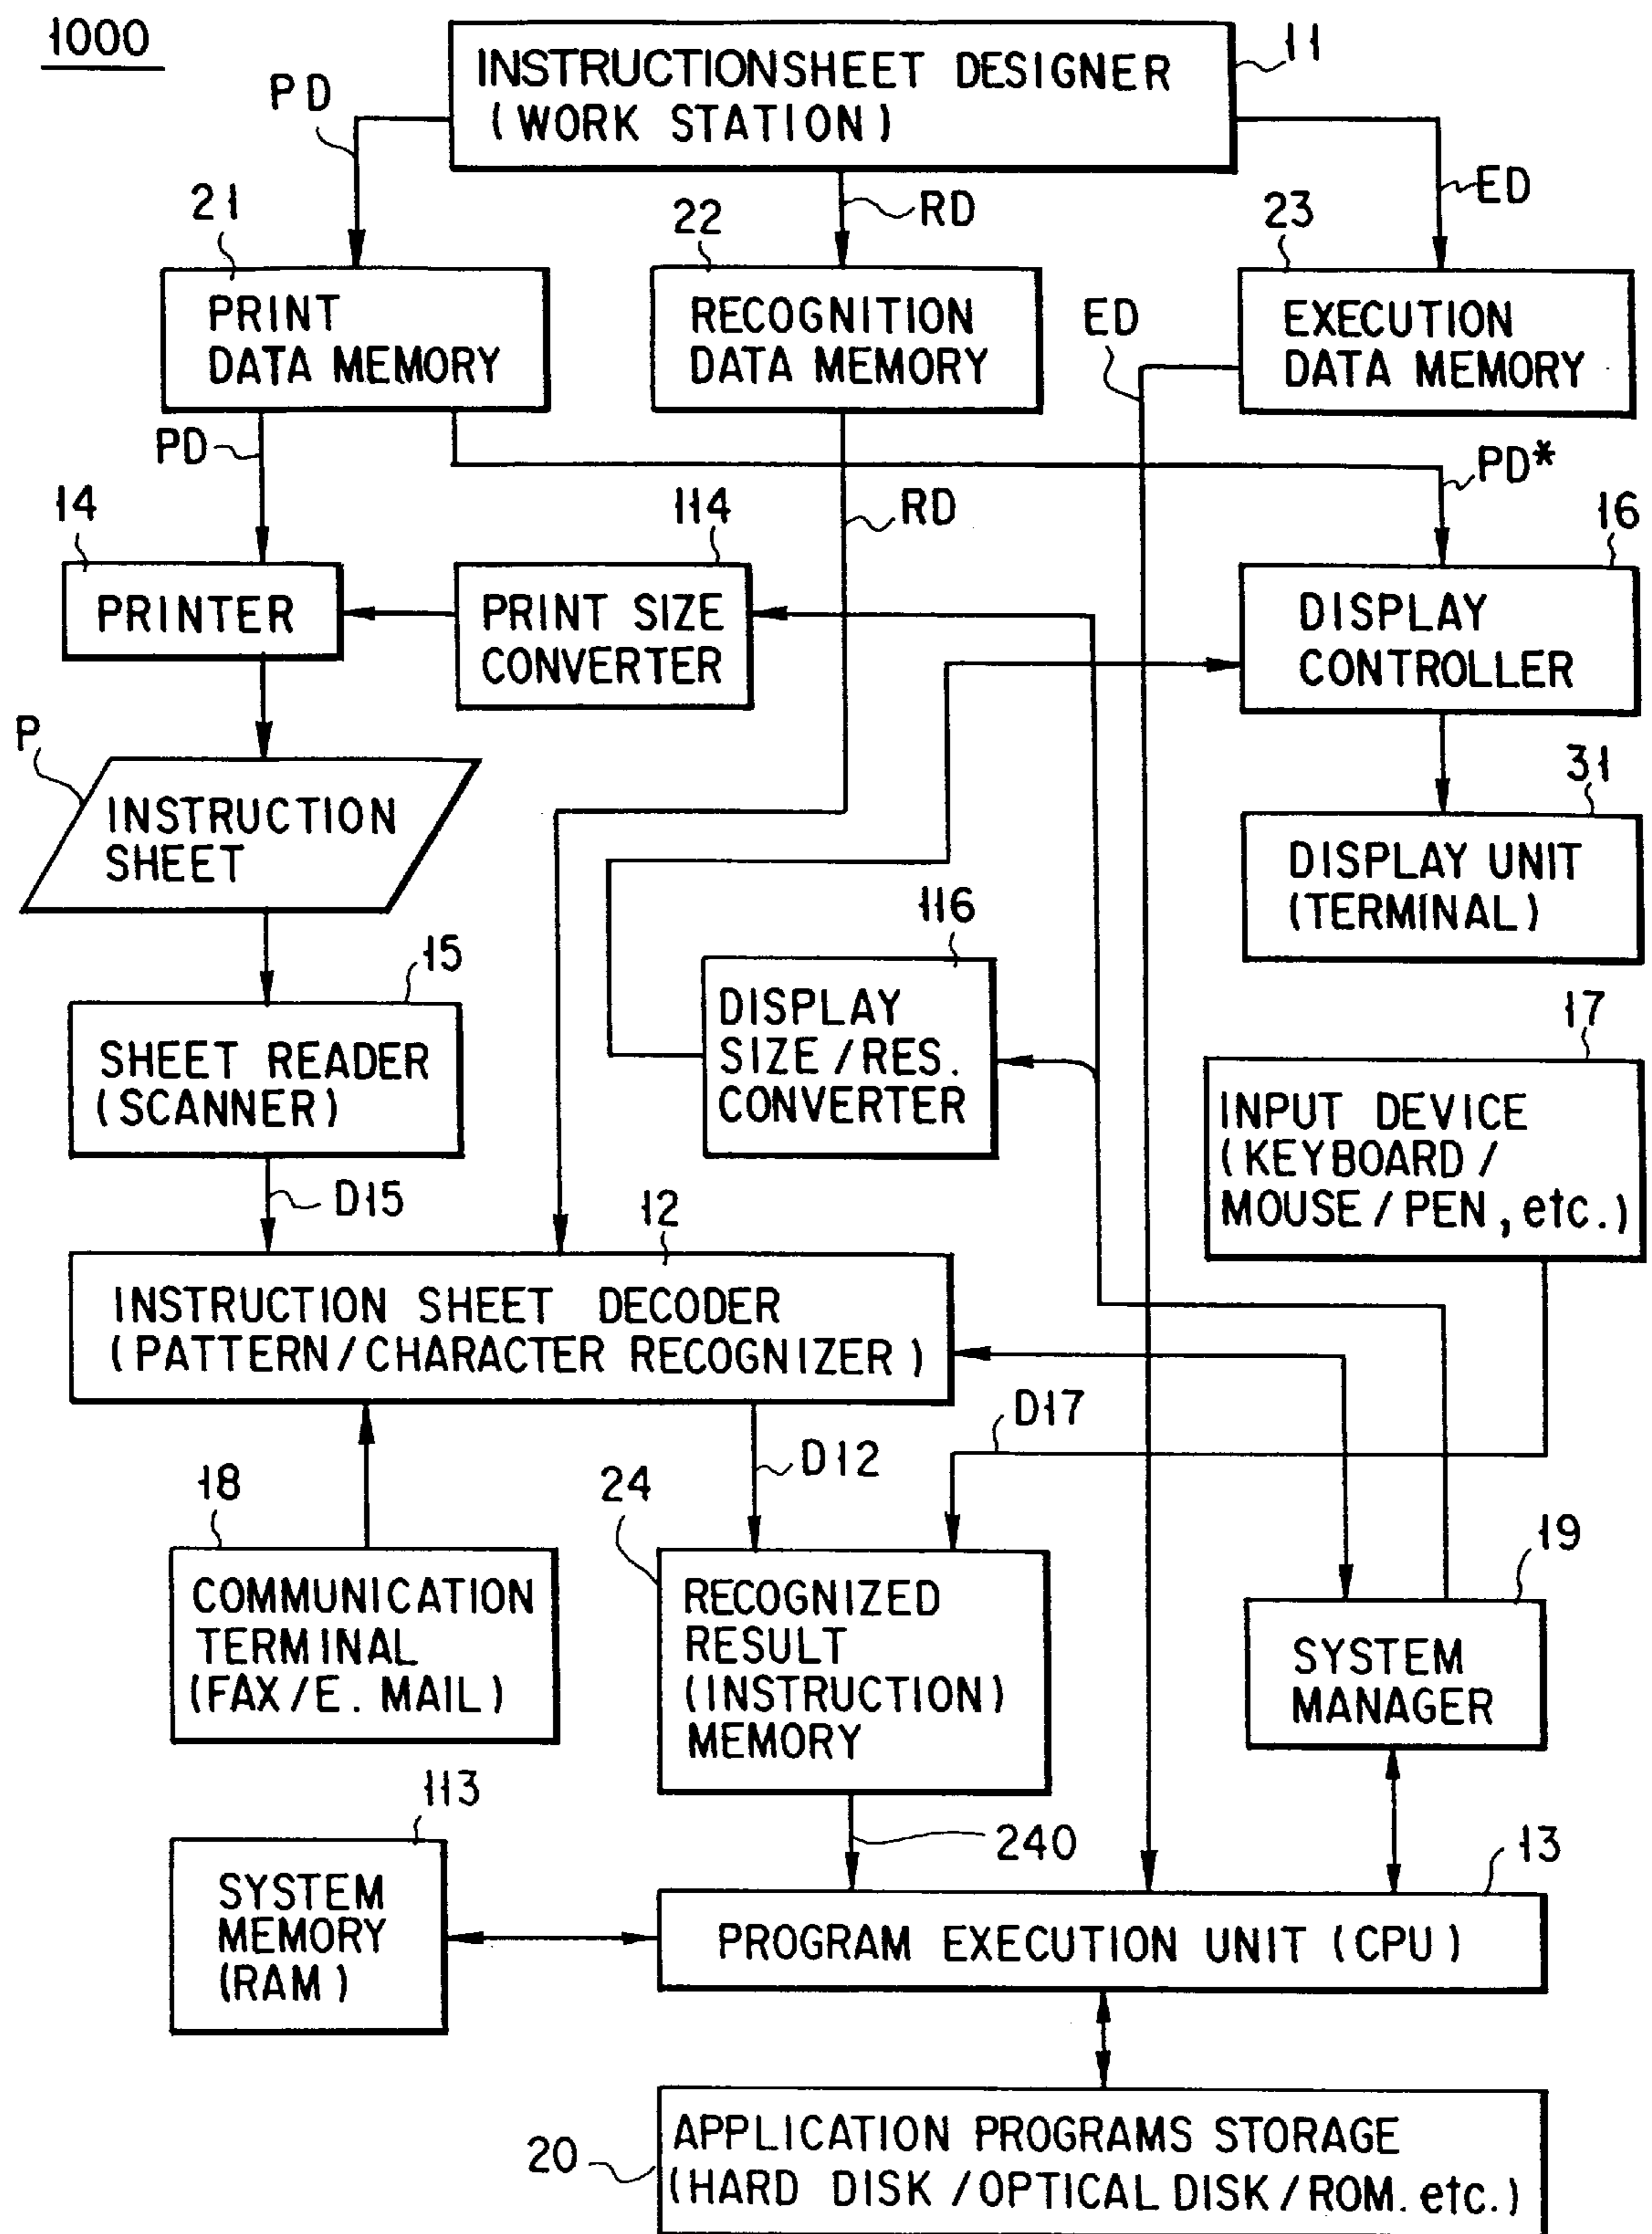 1000
INSTRUCTIONSHEET DESIGNER
(WORK STATION)
11
PD
RD
ED
21
22
23
PRINT
DATA MEMORY
RECOGNITION
DATA MEMORY
ED
EXECUTION
DATA MEMORY
PD
RD
PD*
14
114
16
PRINTER
PRINT SIZE
CONVERTER
DISPLAY
CONTROLLER
P
INSTRUCTION
SHEET
31
DISPLAY UNIT
(TERMINAL)
15
116
17
SHEET READER
(SCANNER)
DISPLAY
SIZE/RES.
CONVERTER
INPUT DEVICE
(KEYBOARD/
MOUSE/PEN, etc.)
D15
12
INSTRUCTION SHEET DECODER
(PATTERN/CHARACTER RECOGNIZER)
D17
D12
18
24
19
COMMUNICATION
TERMINAL
(FAX/E. MAIL)
RECOGNIZED
RESULT
(INSTRUCTION)
MEMORY
SYSTEM
MANAGER
113
240
13
SYSTEM
MEMORY
(RAM)
PROGRAM EXECUTION UNIT (CPU)
20
APPLICATION PROGRAMS STORAGE
(HARD DISK/OPTICAL DISK/ROM. etc.)